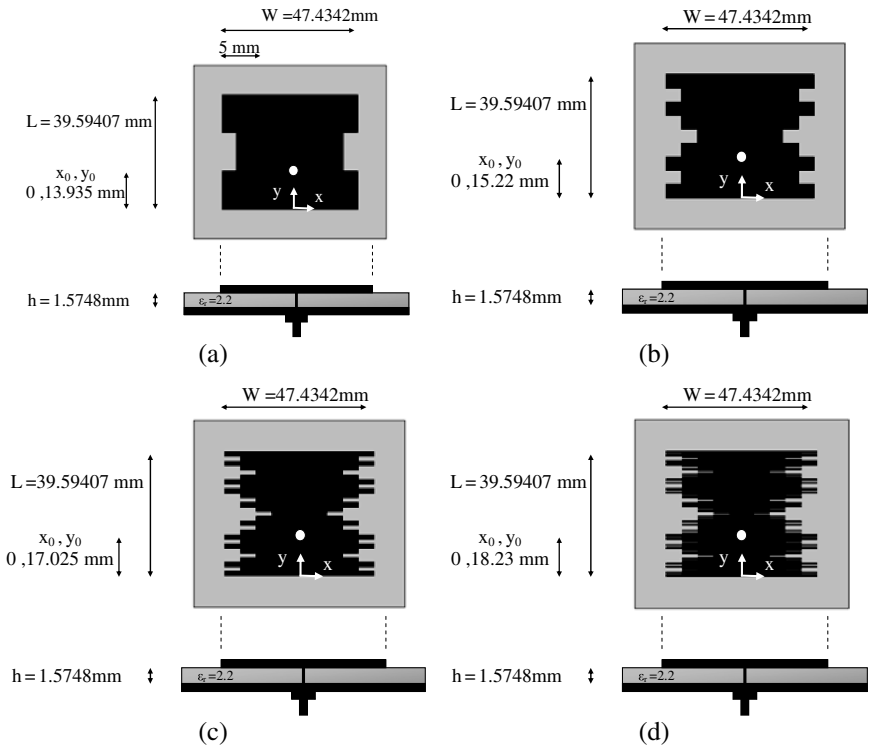 W =47.4342mm
5 mm
L = 39.59407 mm
x₀ , y₀
0 ,13.935 mm
y
x
h = 1.5748mm
εᵣ=2.2
(a)
W = 47.4342mm
L = 39.59407 mm
x₀ , y₀
0 ,15.22 mm
y
x
h = 1.5748mm
εᵣ=2.2
(b)
W =47.4342mm
L =39.59407 mm
x₀ , y₀
0 ,17.025 mm
y
x
h = 1.5748mm
εᵣ=2.2
(c)
W = 47.4342mm
L =39.59407 mm
x₀ , y₀
0 ,18.23 mm
y
x
h = 1.5748mm
εᵣ=2.2
(d)